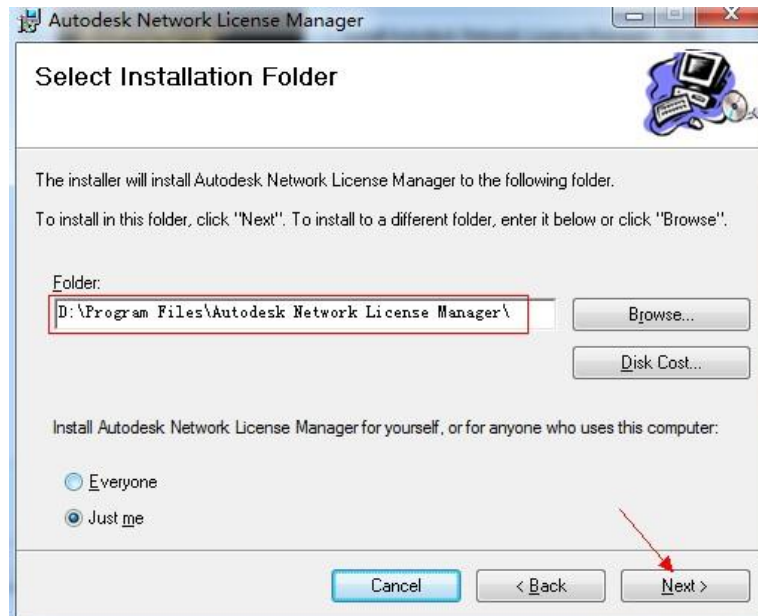 Autodesk Network License Manager
Select Installation Folder
The installer will install Autodesk Network License Manager to the following folder.
To install in this folder, click "Next". To install to a different folder, enter it below or click "Browse".
Folder:
D:\Program Files\Autodesk Network License Manager\
Browse...
Disk Cost...
Install Autodesk Network License Manager for yourself, or for anyone who uses this computer:
Everyone
Just me
Cancel
< Back
Next >